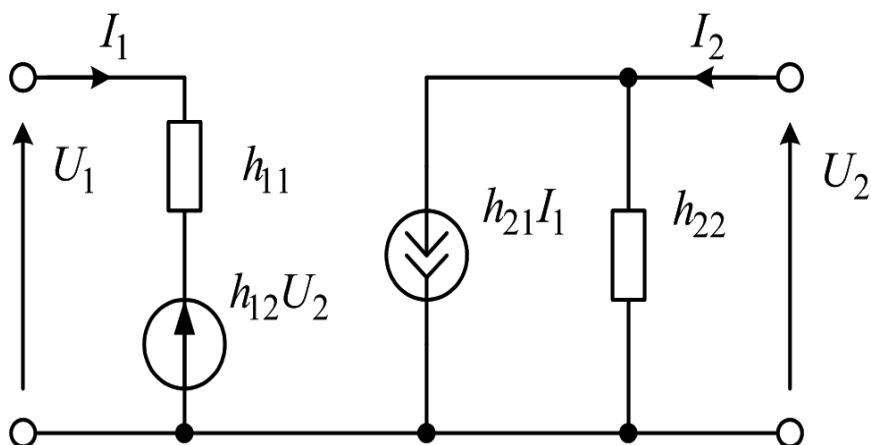 I₁
I₂
U₁
h₁₁
h₂₁I₁
h₂₂
U₂
h₁₂U₂